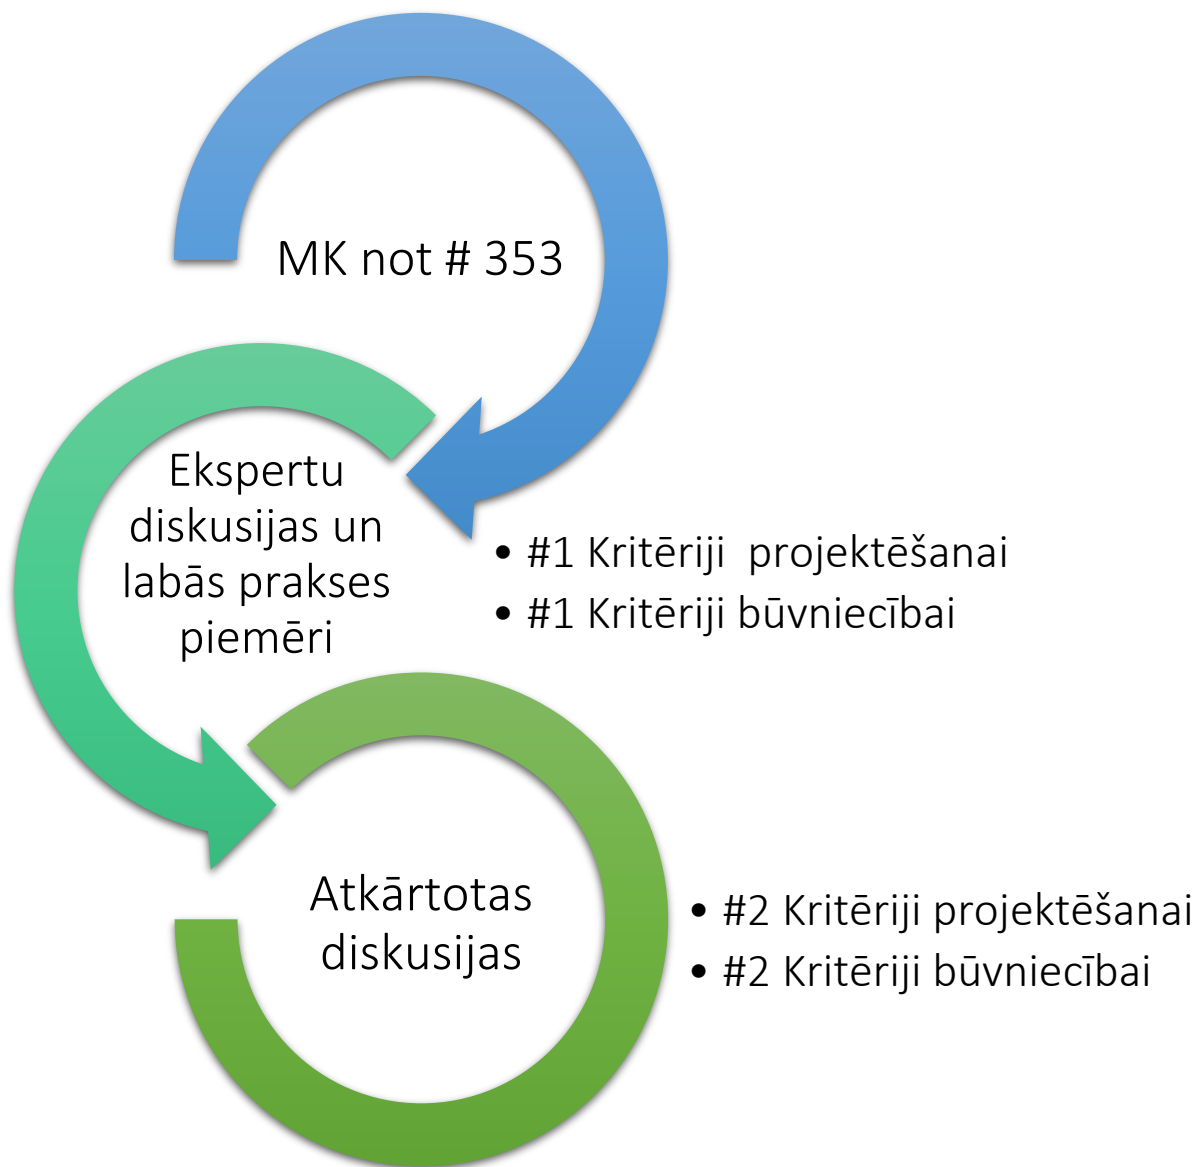 MK not # 353
Ekspertu
diskusijas un
labās prakses
piemēri
• #1 Kritēriji  projektēšanai
• #1 Kritēriji būvniecībai
Atkārtotas
diskusijas
• #2 Kritēriji projektēšanai
• #2 Kritēriji būvniecībai